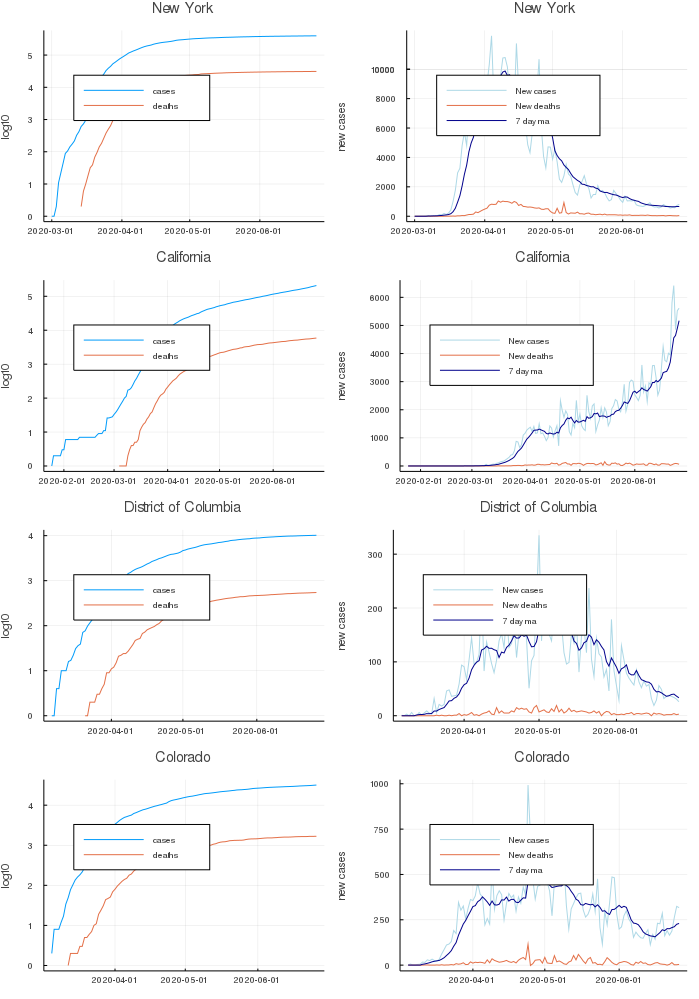 New York
New York
5
4
3
2
1
0
log10
cases
deaths
2020-03-01
2020-04-01
2020-05-01
2020-06-01
10000
8000
6000
4000
2000
0
new cases
New cases
New deaths
7 day ma
2020-03-01
2020-04-01
2020-05-01
2020-06-01
California
California
5
4
3
2
1
0
log10
cases
deaths
2020-02-01
2020-03-01
2020-04-01
2020-05-01
2020-06-01
6000
5000
4000
3000
2000
1000
0
new cases
New cases
New deaths
7 day ma
2020-02-01
2020-03-01
2020-04-01
2020-05-01
2020-06-01
District of Columbia
District of Columbia
4
3
2
1
0
log10
cases
deaths
2020-04-01
2020-05-01
2020-06-01
300
200
100
0
new cases
New cases
New deaths
7 day ma
2020-04-01
2020-05-01
2020-06-01
Colorado
Colorado
4
3
2
1
0
log10
cases
deaths
2020-04-01
2020-05-01
2020-06-01
1000
750
500
250
0
new cases
New cases
New deaths
7 day ma
2020-04-01
2020-05-01
2020-06-01